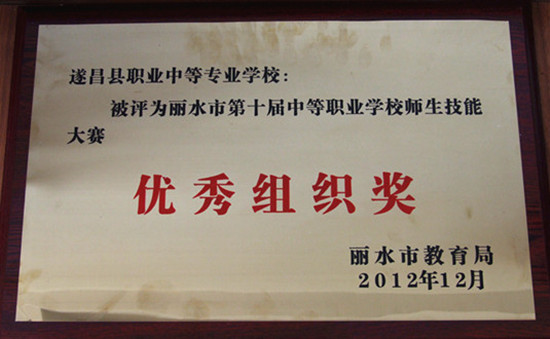 遂昌县职业中等专业学校：
被评为丽水市第十届中等职业学校师生技能
大赛
优秀组织奖
丽水市教育局
2012年12月